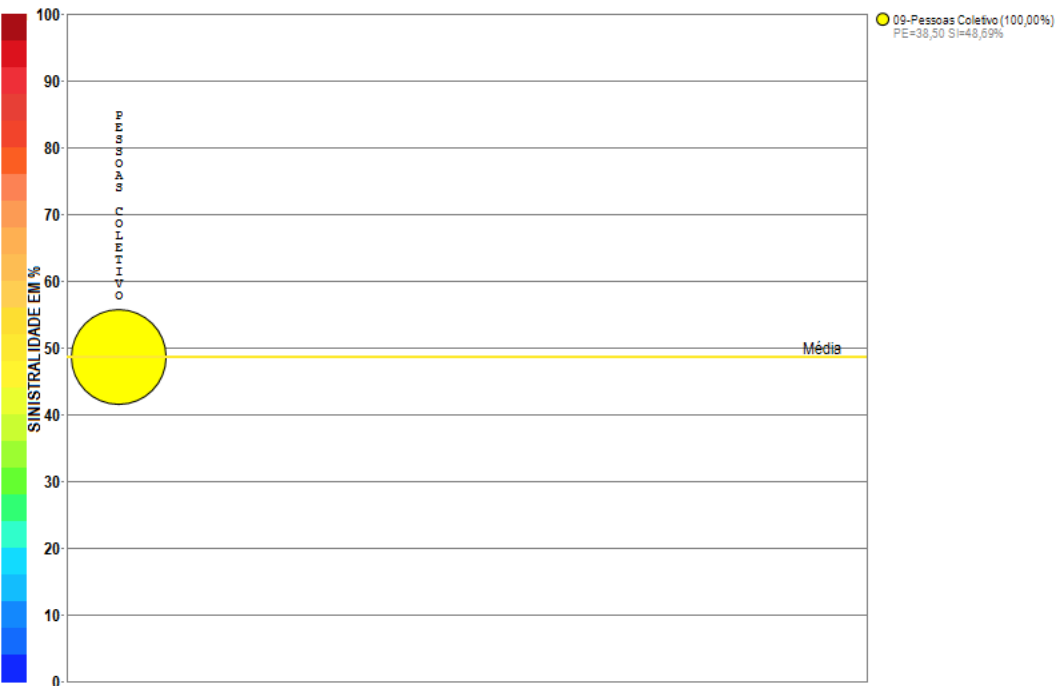 100
90
80
70
60
50
40
30
20
10
0
SINISTRALIDADE EM %
PESSOAS COLETIVO
Média
09-Pessoas Coletivo (100,00%)
PE=38,50 SI=48,69%